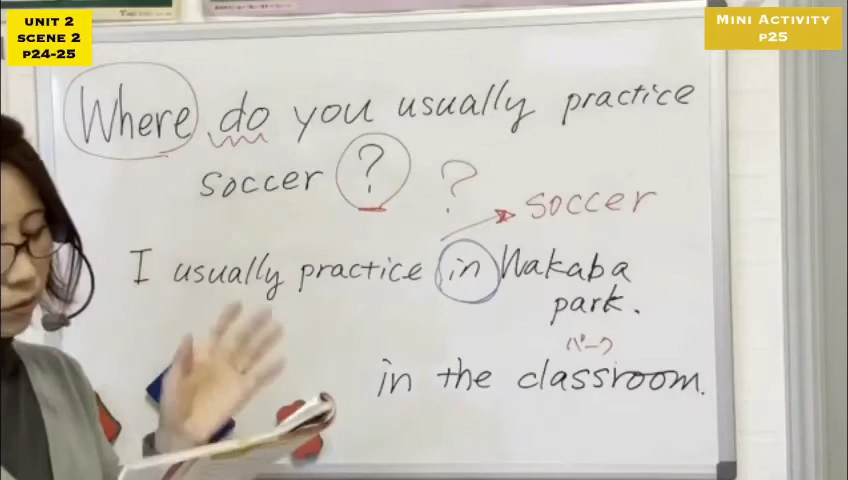 UNIT 2
SCENE 2
P24-25
MINI ACTIVITY
P25
Where do you usually practice
soccer ? ?
soccer
I usually practice in Wakaba
park.
パーク
in the classroom.